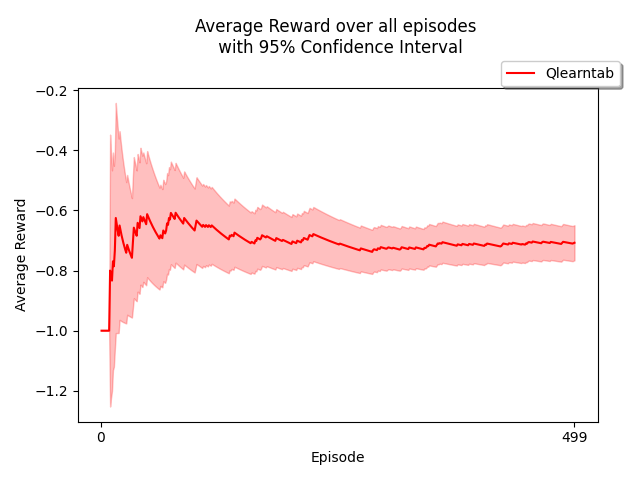 Average Reward over all episodes
with 95% Confidence Interval
Qlearntab
−0.2
−0.4
−0.6
−0.8
−1.0
−1.2
Average Reward
0
499
Episode